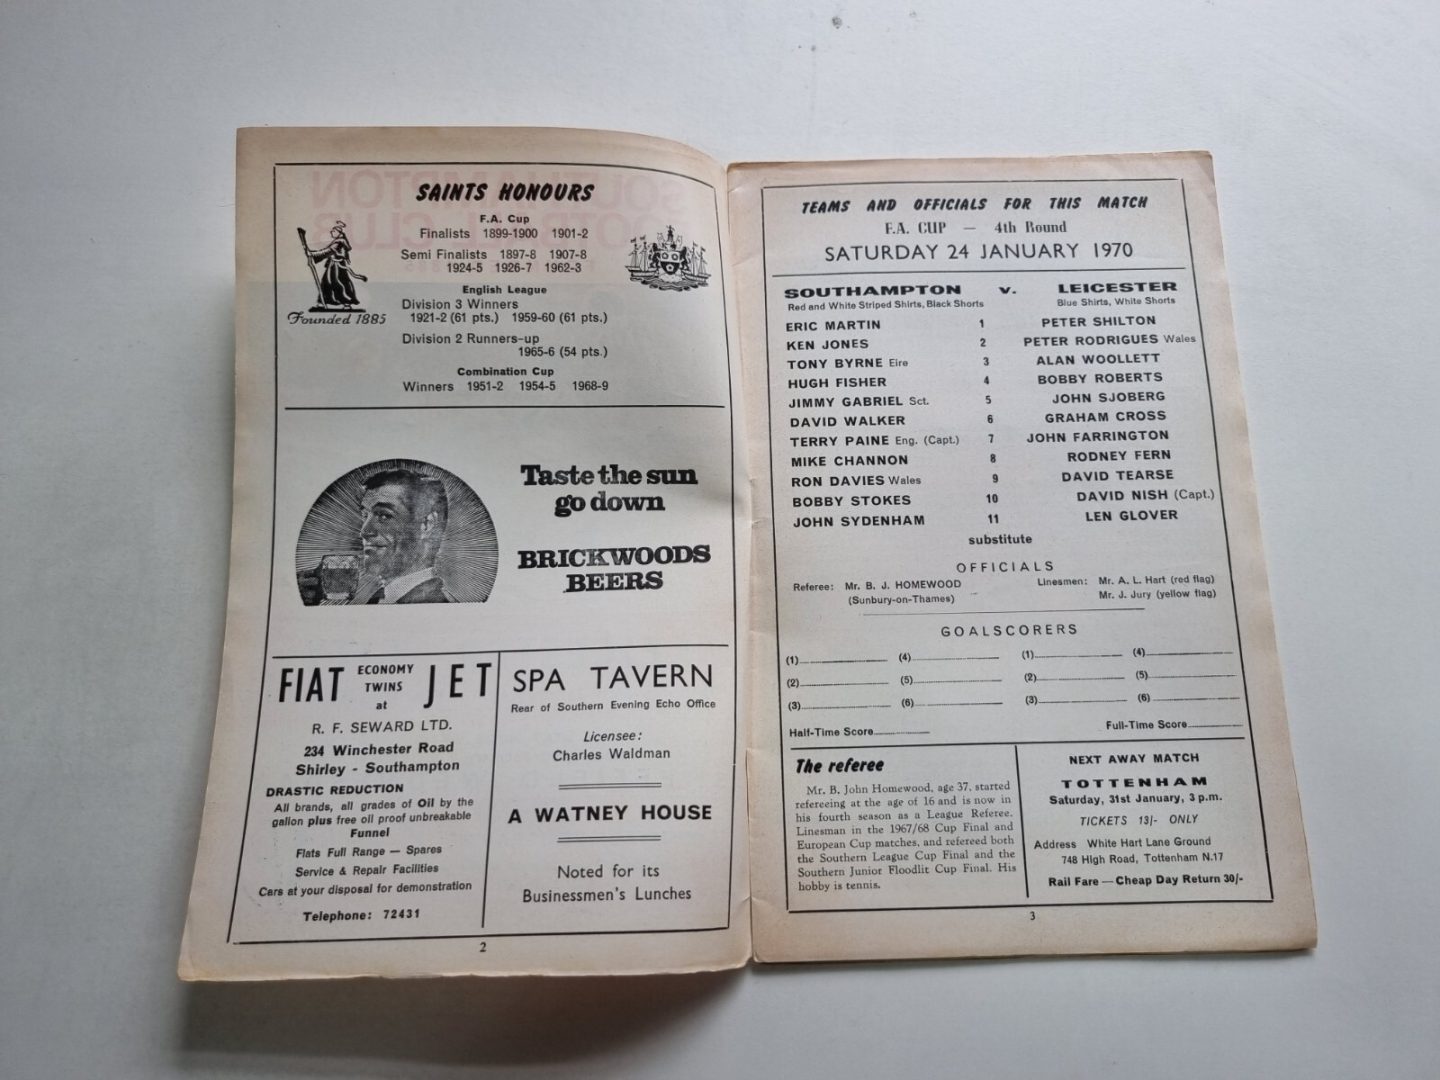 SAINTS HONOURS
F.A. Cup
Finalists 1899-1900 1901-2
Semi Finalists 1897-8 1907-8
1924-5 1926-7 1962-3
English League
Division 3 Winners
1921-2 (61 pts.) 1959-60 (61 pts.)
Division 2 Runners-up
1965-6 (54 pts.)
Combination Cup
Winners 1951-2 1954-5 1968-9
Founded 1885
Taste the sun
go down
BRICKWOODS
BEERS
FIAT ECONOMY TWINS JET
at
R. F. SEWARD LTD.
234 Winchester Road
Shirley - Southampton
DRASTIC REDUCTION
All brands, all grades of Oil by the
gallon plus free oil proof unbreakable
Funnel
Fiats Full Range — Spares
Service & Repair Facilities
Cars at your disposal for demonstration
Telephone: 72431
SPA TAVERN
Rear of Southern Evening Echo Office
Licensee:
Charles Waldman
A WATNEY HOUSE
Noted for its
Businessmen's Lunches
2
TEAMS AND OFFICIALS FOR THIS MATCH
F.A. CUP — 4th Round
SATURDAY 24 JANUARY 1970
SOUTHAMPTON v. LEICESTER
Red and White Striped Shirts, Black Shorts Blue Shirts, White Shorts
ERIC MARTIN 1 PETER SHILTON
KEN JONES 2 PETER RODRIGUES Wales
TONY BYRNE Eire 3 ALAN WOOLLETT
HUGH FISHER 4 BOBBY ROBERTS
JIMMY GABRIEL Sct. 5 JOHN SJOBERG
DAVID WALKER 6 GRAHAM CROSS
TERRY PAINE Eng. (Capt.) 7 JOHN FARRINGTON
MIKE CHANNON 8 RODNEY FERN
RON DAVIES Wales 9 DAVID TEARSE
BOBBY STOKES 10 DAVID NISH (Capt.)
JOHN SYDENHAM 11 LEN GLOVER
substitute
OFFICIALS
Referee: Mr. B. J. HOMEWOOD Linesmen: Mr. A. L. Hart (red flag)
(Sunbury-on-Thames) Mr. J. Jury (yellow flag)
GOALSCORERS
(1) (4) (1) (4)
(2) (5) (2) (5)
(3) (6) (3) (6)
Half-Time Score Full-Time Score
The referee
Mr. B. John Homewood, age 37, started
refereeing at the age of 16 and is now in
his fourth season as a League Referee.
Linesman in the 1967/68 Cup Final and
European Cup matches, and refereed both
the Southern League Cup Final and the
Southern Junior Floodlit Cup Final. His
hobby is tennis.
NEXT AWAY MATCH
TOTTENHAM
Saturday, 31st January, 3 p.m.
TICKETS 13/- ONLY
Address White Hart Lane Ground
748 High Road, Tottenham N.17
Rail Fare — Cheap Day Return 30/-
3